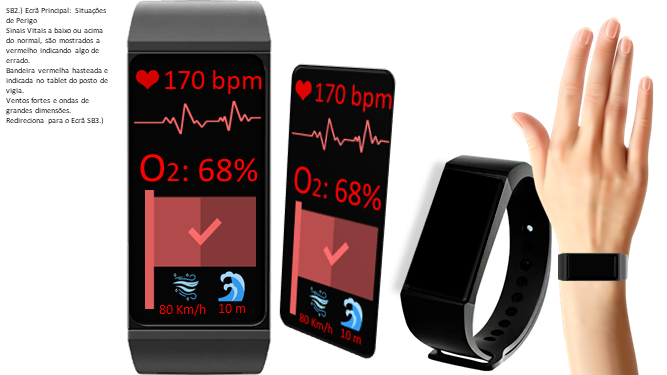 SB2.) Ecrã Principal: Situações
de Perigo
Sinais Vitais a baixo ou acima
do normal, são mostrados a
vermelho indicando algo de
errado.
Bandeira vermelha hasteada e
indicada no tablet do posto de
vigia.
Ventos fortes e ondas de
grandes dimensões.
Redireciona para o Ecrã SB3.)
170 bpm
O2: 68%
80 Km/h 10 m
170 bpm
O2: 68%
80 Km/h 10 m